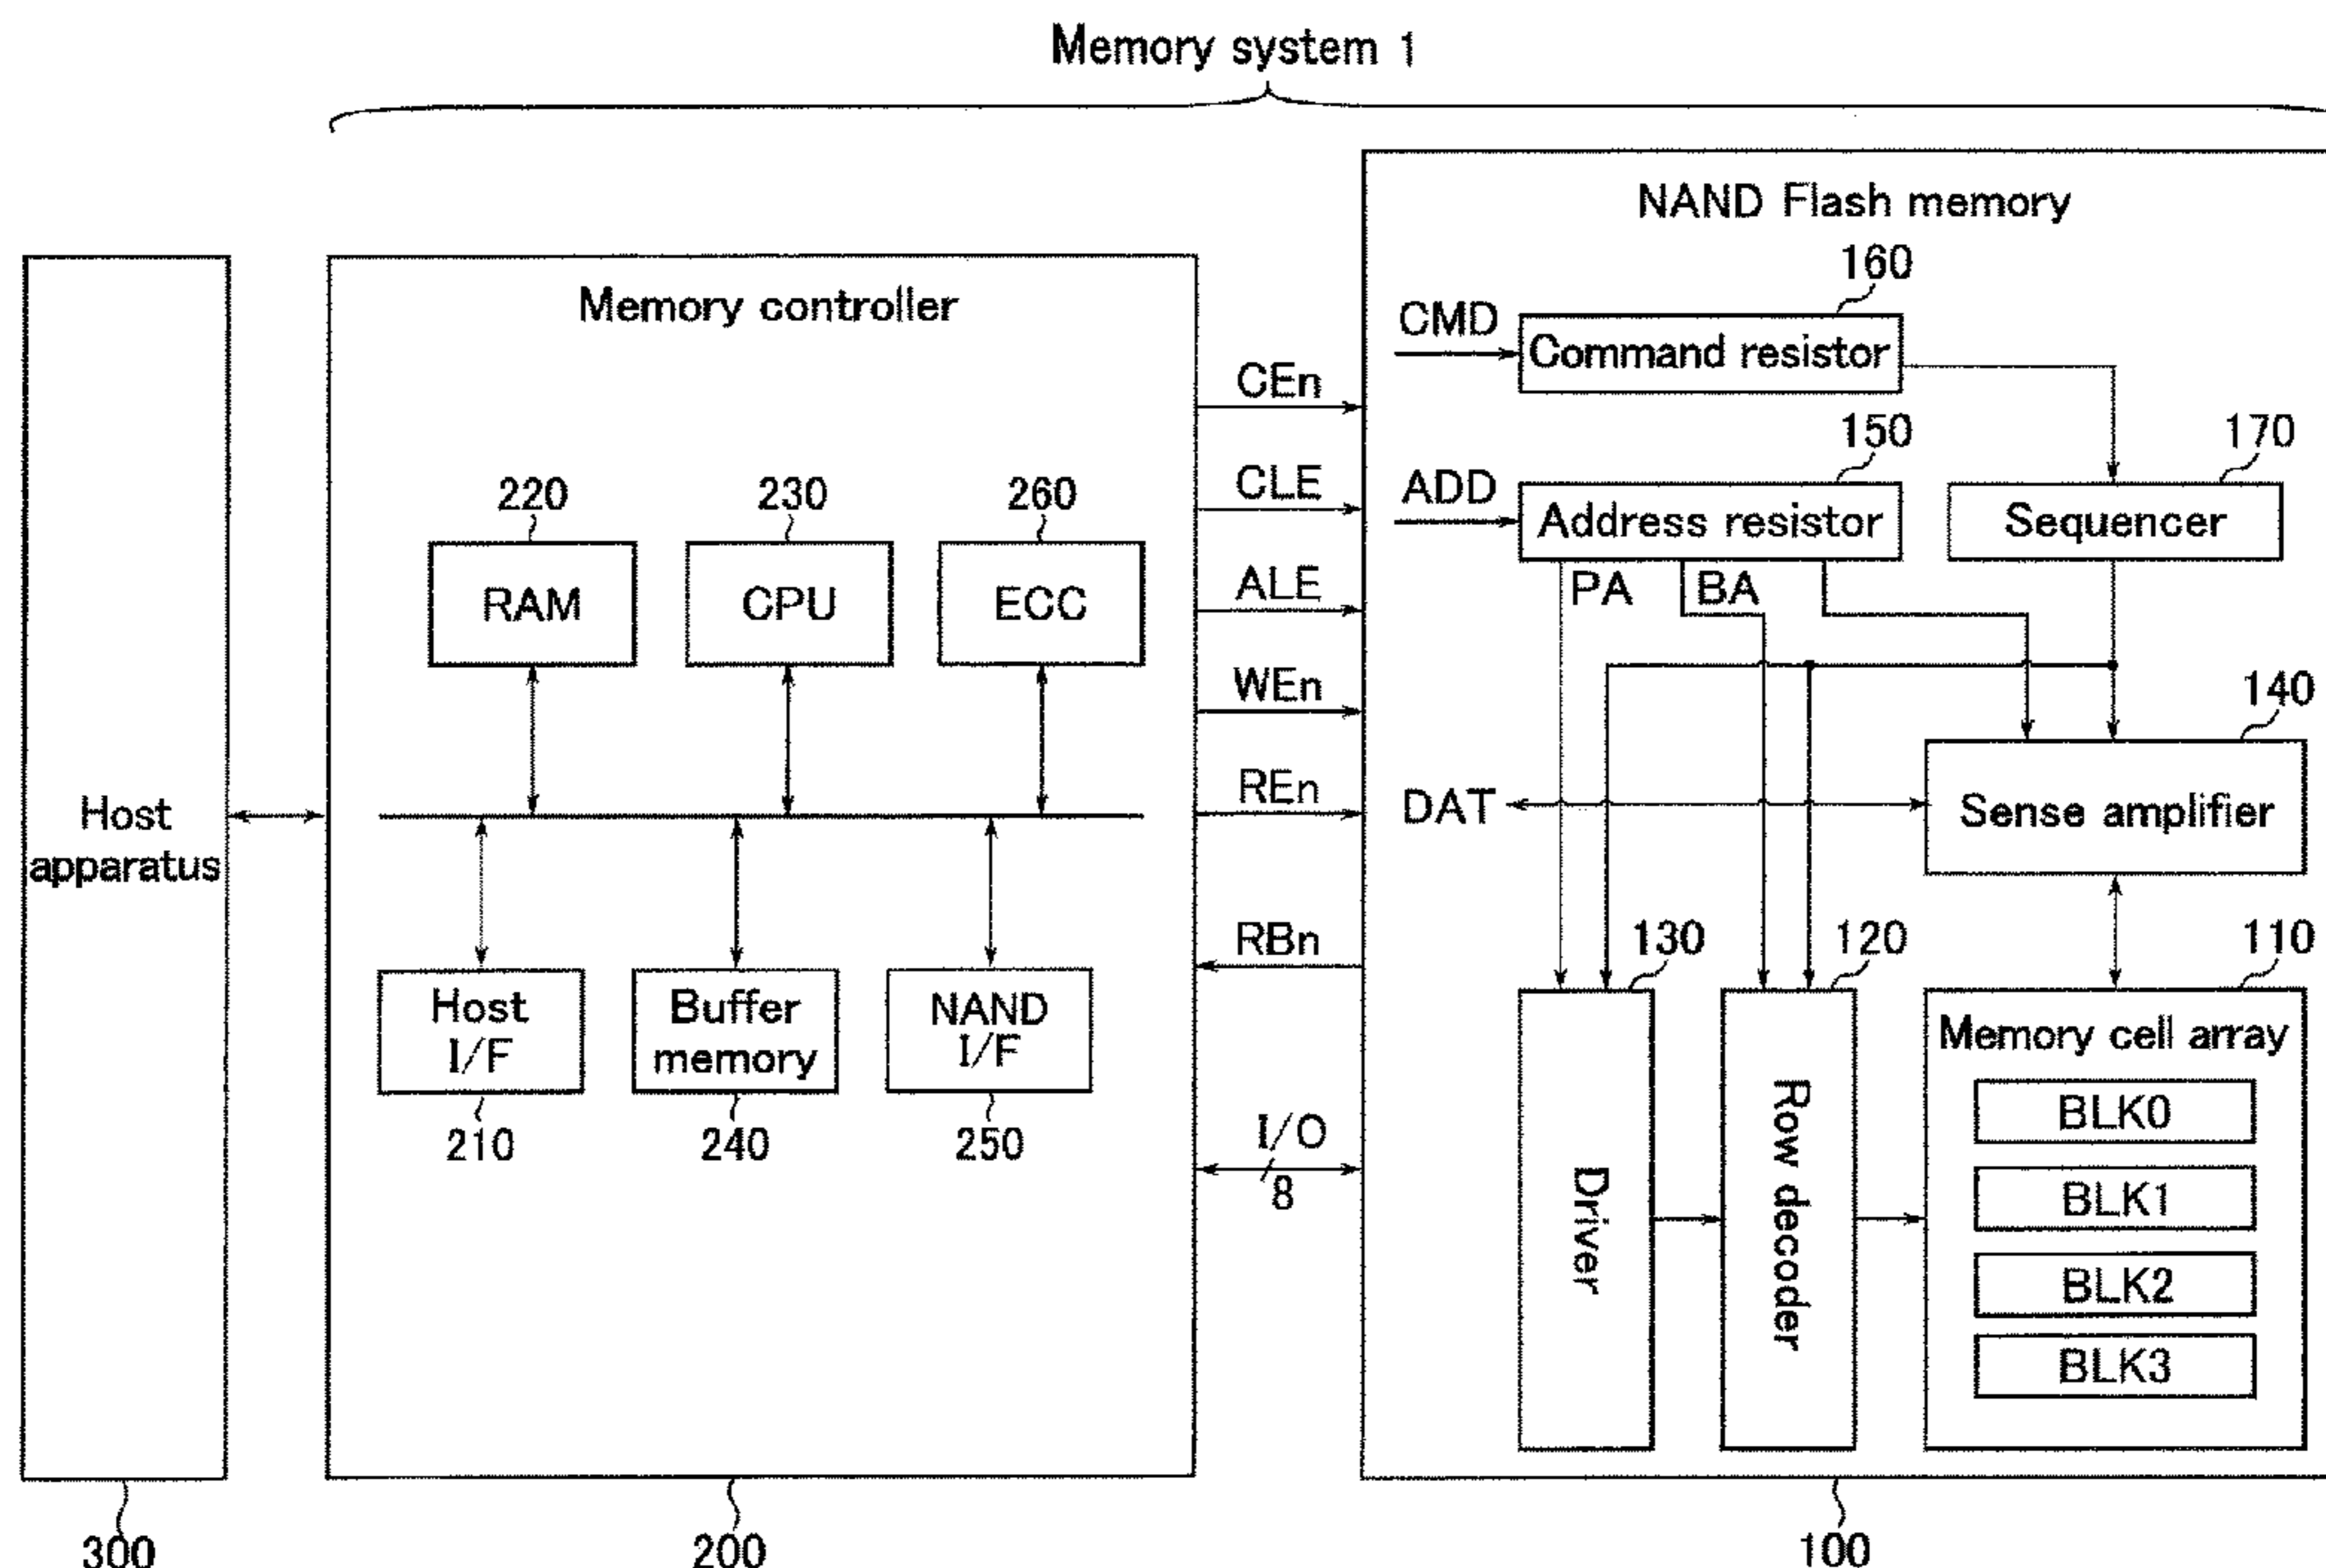 Memory system 1
NAND Flash memory
Memory controller
160
CMD
Command resistor
CEn
150
170
CLE
ADD
Address resistor
Sequencer
220
230
260
RAM
CPU
ECC
ALE
PA
BA
WEn
140
REn
DAT
Sense amplifier
Host
apparatus
RBn
130
120
110
Host
I/F
Buffer
memory
NAND
I/F
210
240
250
I/O
8
Driver
Row decoder
Memory cell array
BLK0
BLK1
BLK2
BLK3
300
200
100